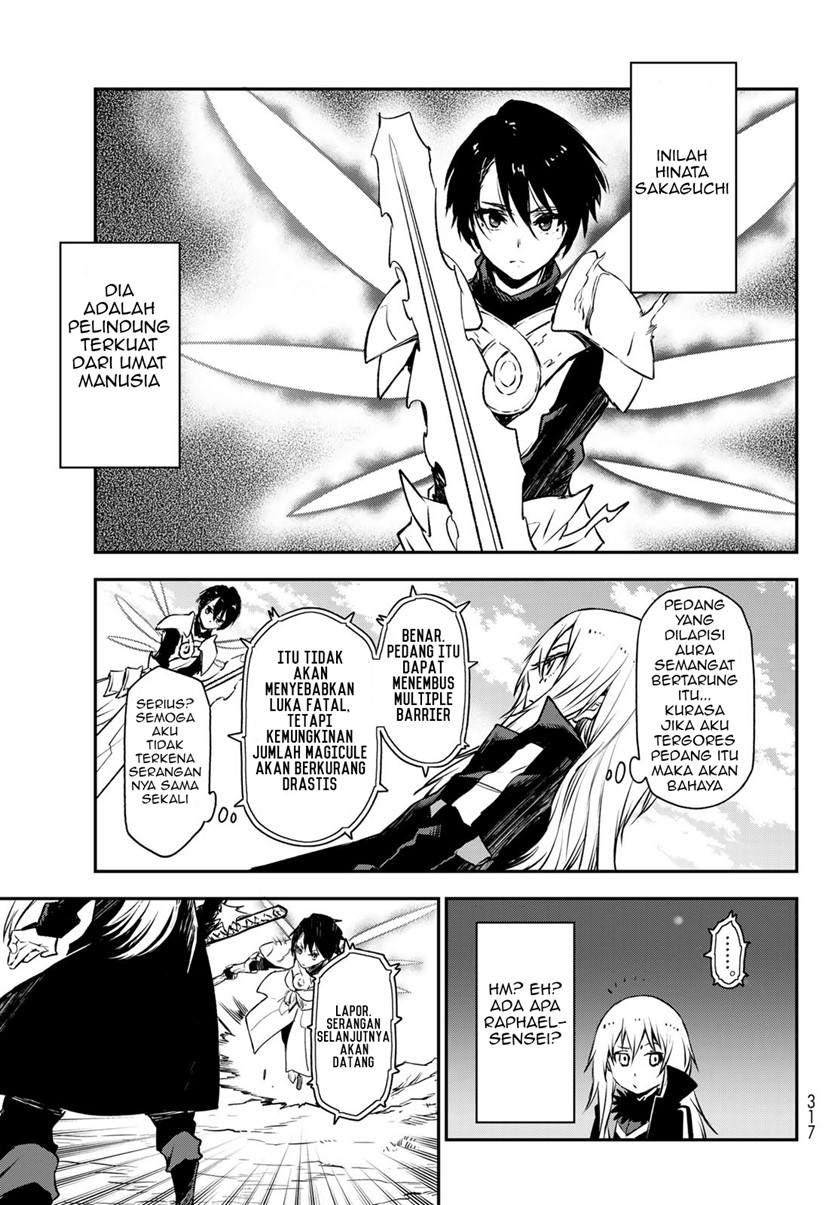 INILAH
HINATA
SAKAGUCHI
DIA
ADALAH
PELINDUNG
TERKUAT
DARI UMAT
MANUSIA
PEDANG
YANG
DILAPISI
AURA
SEMANGAT
BERTARUNG
ITU...
KURASA
JIKA AKU
TERGORES
PEDANG ITU
MAKA AKAN
BAHAYA
BENAR.
PEDANG ITU
DAPAT
MENEMBUS
MULTIPLE
BARRIER
ITU TIDAK
AKAN
MENYEBABKAN
LUKA FATAL,
TETAPI
KEMUNGKINAN
JUMLAH MAGICULE
AKAN BERKURANG
DRASTIS
SERIUS?
SEMOGA
AKU
TIDAK
TERKENA
SERANGAN
NYA SAMA
SEKALI
.......
HM? EH?
ADA APA
RAPHAEL-
SENSEI?
LAPOR.
SERANGAN
SELANJUTNYA
AKAN
DATANG
317